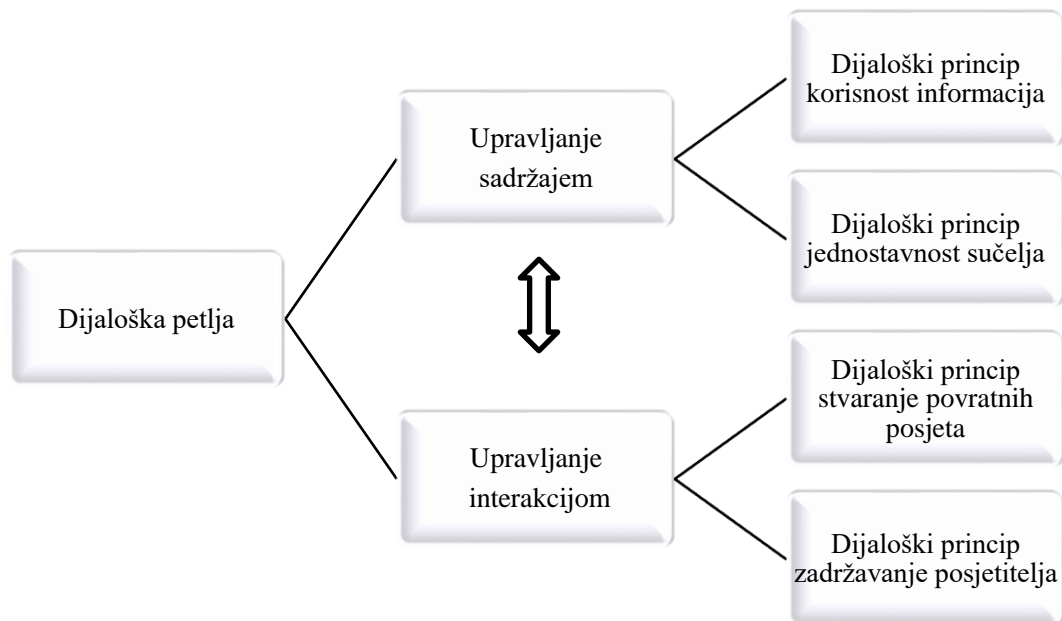 Dijaloška petlja
Upravljanje
sadržajem
Dijaloški princip
korisnost informacija
Dijaloški princip
jednostavnost sučelja
Upravljanje
interakcijom
Dijaloški princip
stvaranje povratnih
posjeta
Dijaloški princip
zadržavanje posjetitelja